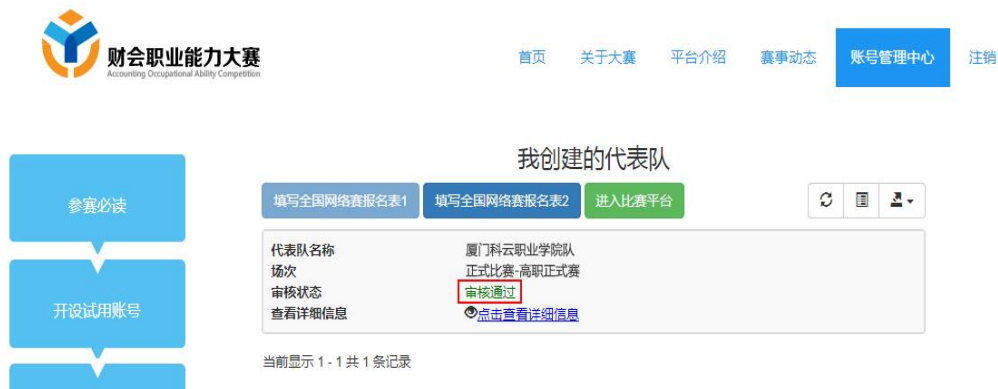 财会职业能力大赛
Accounting Occupational Ability Competition
首页 关于大赛 平台介绍 赛事动态 账号管理中心 注销
我创建的代表队
参赛必读
开设试用账号
填写全国网络赛报名表1 填写全国网络赛报名表2 进入比赛平台
代表队名称 厦门科云职业学院队
场次 正式比赛-高职正式赛
审核状态 审核通过
查看详细信息 点击查看详细信息
当前显示 1 - 1 共 1 条记录